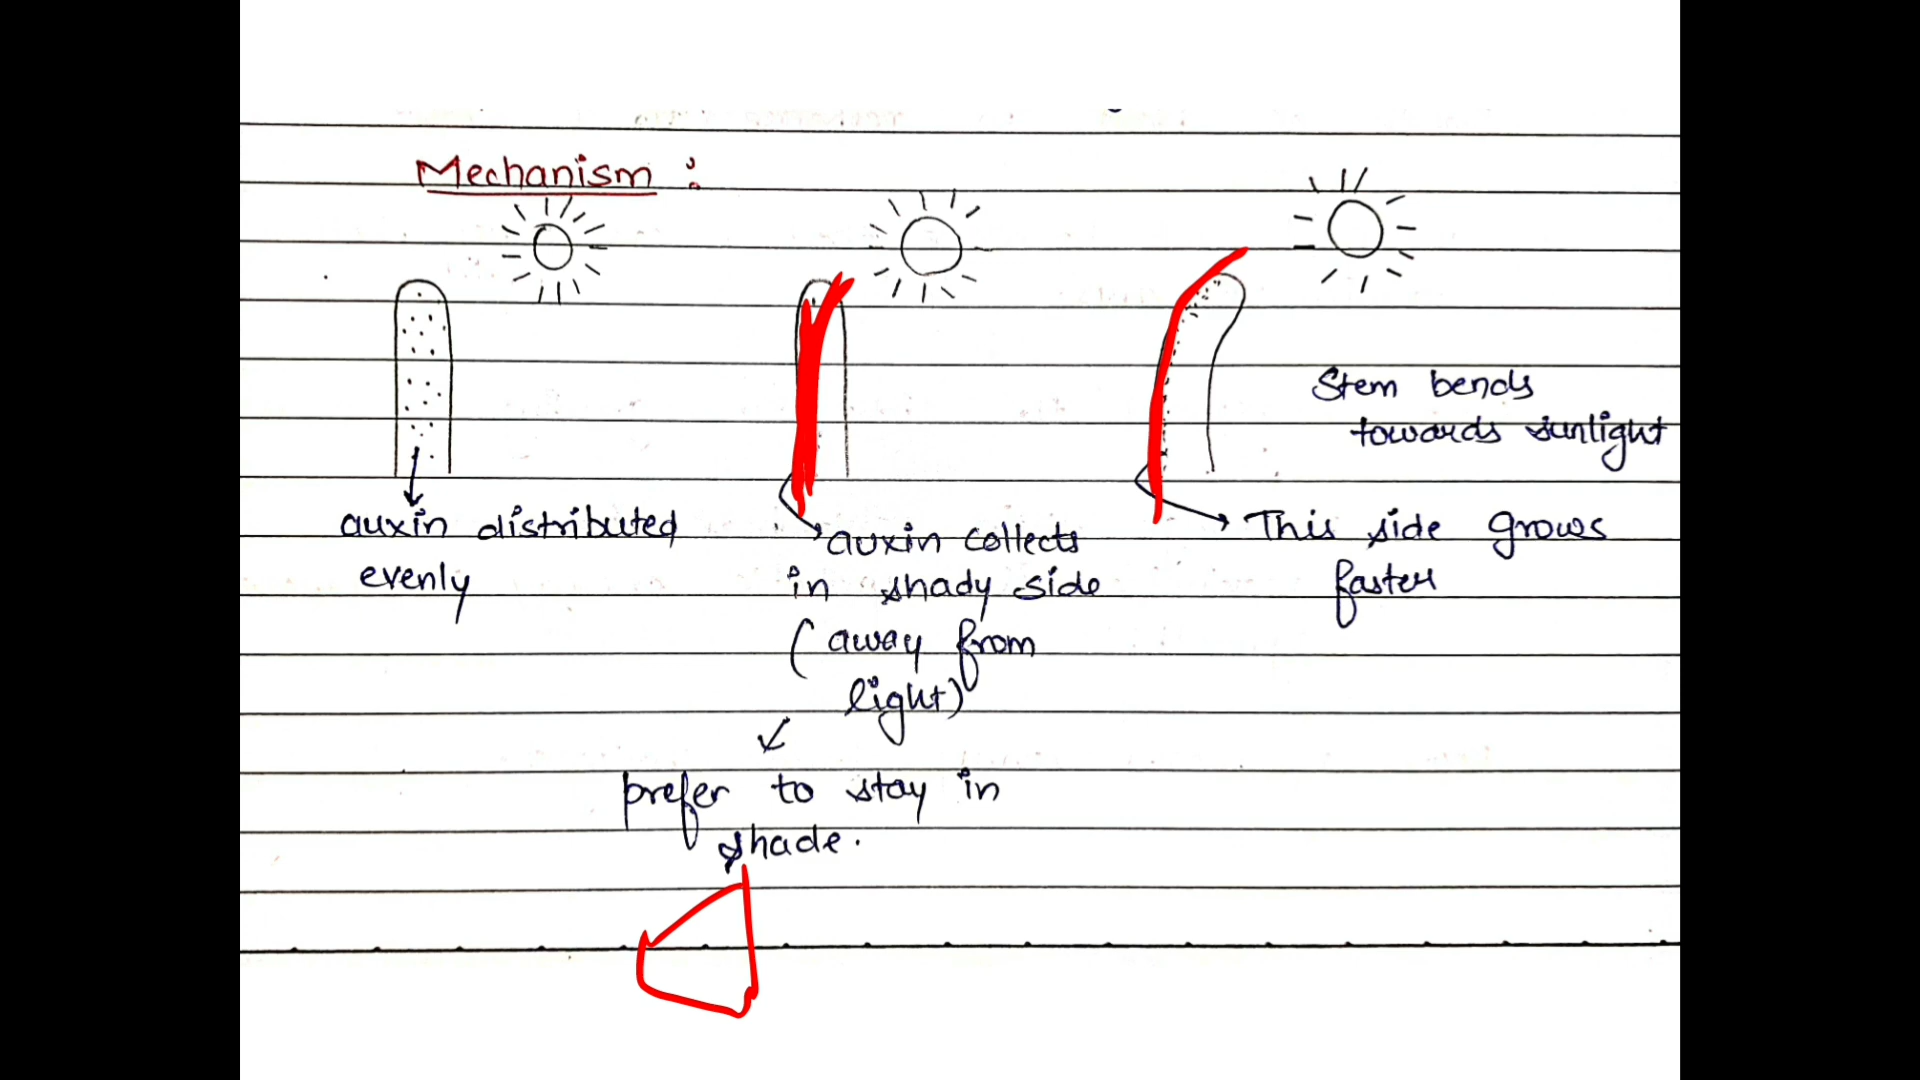 Mechanism :
auxin distributed
evenly
auxin collects
in shady side
(away from
light)
prefer to stay in
shade.
Stem bends
towards sunlight
This side grows
faster